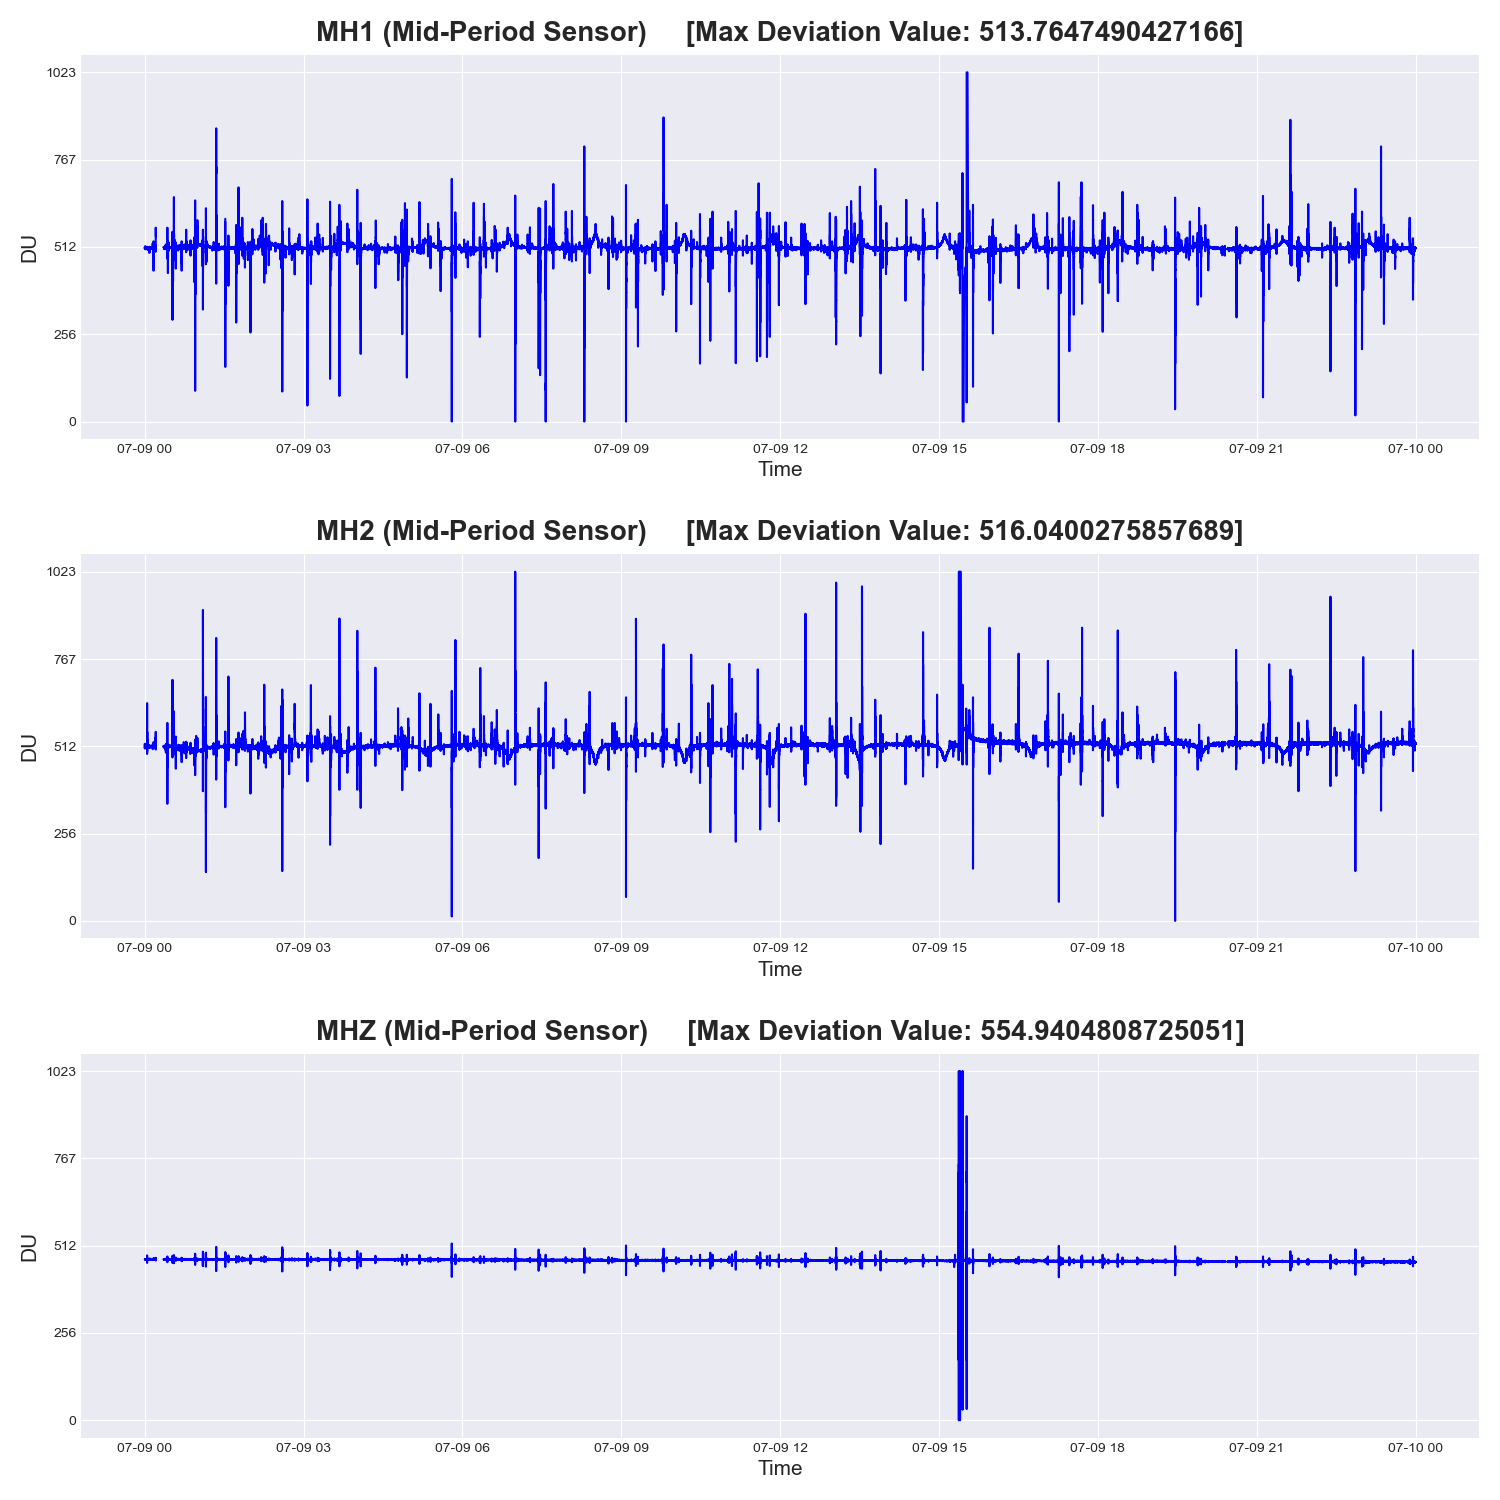 MH1 (Mid-Period Sensor) [Max Deviation Value: 513.7647490427166]
1023
767
512
256
0
DU
07-09 00 07-09 03 07-09 06 07-09 09 07-09 12 07-09 15 07-09 18 07-09 21 07-10 00
Time
MH2 (Mid-Period Sensor) [Max Deviation Value: 516.0400275857689]
1023
767
512
256
0
DU
07-09 00 07-09 03 07-09 06 07-09 09 07-09 12 07-09 15 07-09 18 07-09 21 07-10 00
Time
MHZ (Mid-Period Sensor) [Max Deviation Value: 554.9404808725051]
1023
767
512
256
0
DU
07-09 00 07-09 03 07-09 06 07-09 09 07-09 12 07-09 15 07-09 18 07-09 21 07-10 00
Time